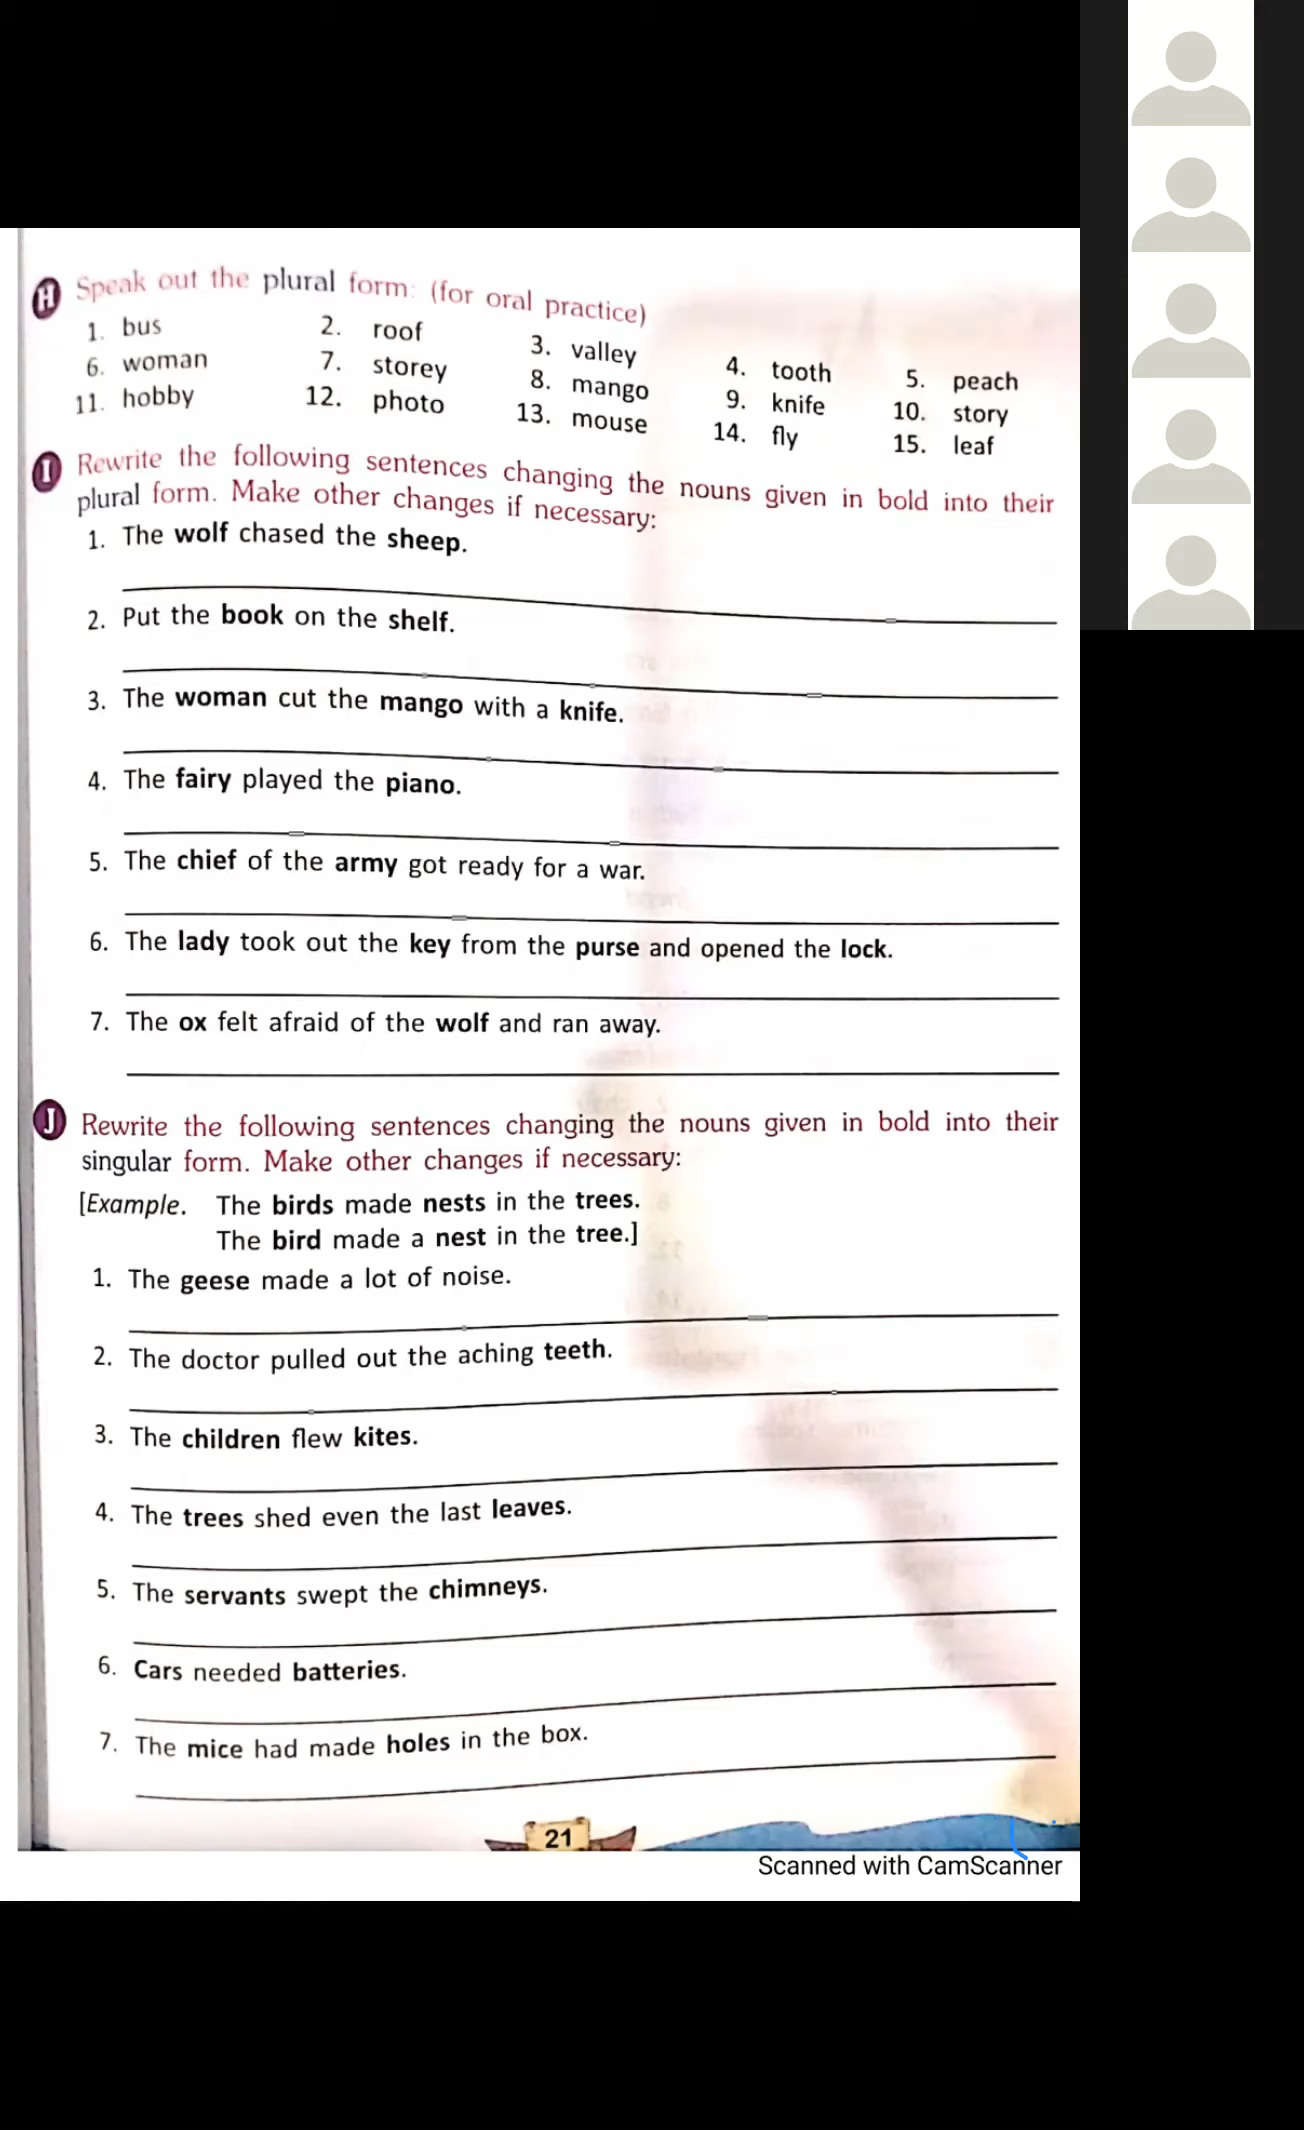 H Speak out the plural form: (for oral practice)
1. bus 2. roof 3. valley 4. tooth 5. peach
6. woman 7. storey 8. mango 9. knife 10. story
11. hobby 12. photo 13. mouse 14. fly 15. leaf
I Rewrite the following sentences changing the nouns given in bold into their
plural form. Make other changes if necessary:
1. The wolf chased the sheep.
2. Put the book on the shelf.
3. The woman cut the mango with a knife.
4. The fairy played the piano.
5. The chief of the army got ready for a war.
6. The lady took out the key from the purse and opened the lock.
7. The ox felt afraid of the wolf and ran away.
J Rewrite the following sentences changing the nouns given in bold into their
singular form. Make other changes if necessary:
[Example. The birds made nests in the trees.
The bird made a nest in the tree.]
1. The geese made a lot of noise.
2. The doctor pulled out the aching teeth.
3. The children flew kites.
4. The trees shed even the last leaves.
5. The servants swept the chimneys.
6. Cars needed batteries.
7. The mice had made holes in the box.
21
Scanned with CamScanner